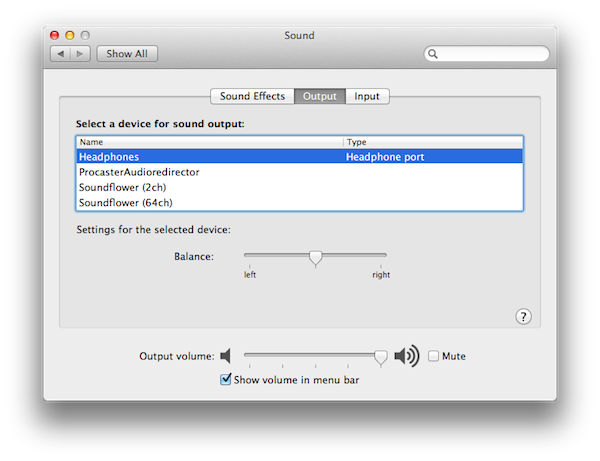 Sound
Show All
Sound Effects Output Input
Select a device for sound output:
Name Type
Headphones Headphone port
ProcasterAudioredirector
Soundflower (2ch)
Soundflower (64ch)
Settings for the selected device:
Balance:
left right
?
Output volume: Mute
Show volume in menu bar